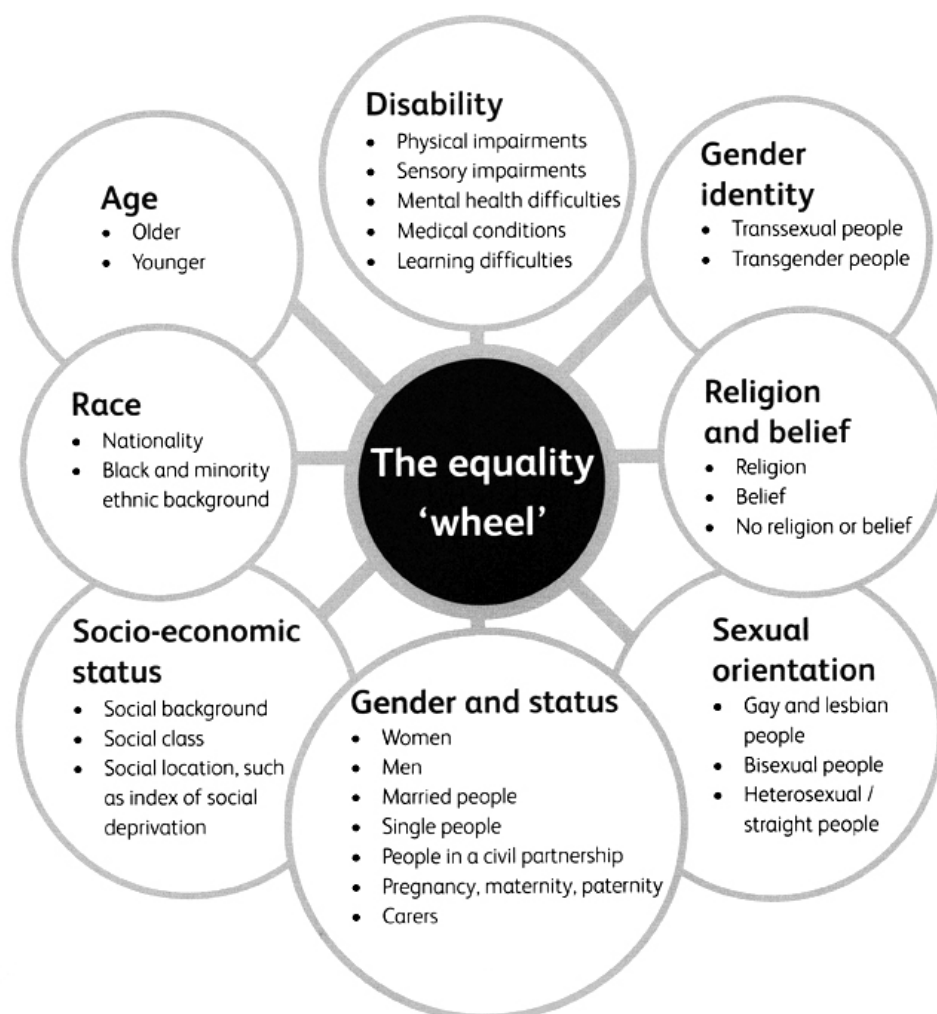 Disability
• Physical impairments
• Sensory impairments
• Mental health difficulties
• Medical conditions
• Learning difficulties
Gender
identity
• Transsexual people
• Transgender people
Age
• Older
• Younger
Race
• Nationality
• Black and minority
ethnic background
The equality
‘wheel’
Religion
and belief
• Religion
• Belief
• No religion or belief
Socio-economic
status
• Social background
• Social class
• Social location, such
as index of social
deprivation
Gender and status
• Women
• Men
• Married people
• Single people
• People in a civil partnership
• Pregnancy, maternity, paternity
• Carers
Sexual
orientation
• Gay and lesbian
people
• Bisexual people
• Heterosexual /
straight people